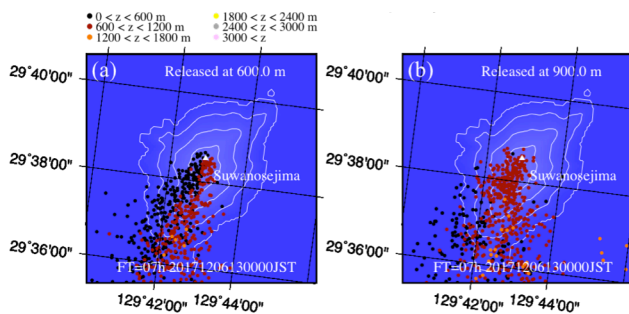 0 < z < 600 m
600 < z < 1200 m
1200 < z < 1800 m
1800 < z < 2400 m
2400 < z < 3000 m
3000 < z
(a) Released at 600.0 m
29°40'00"
29°38'00"
29°36'00"
Suwanosejima
FT=07h 20171206130000JST
129°42'00" 129°44'00"
(b) Released at 900.0 m
29°40'00"
29°38'00"
29°36'00"
Suwanosejima
FT=07h 20171206130000JST
129°42'00" 129°44'00"